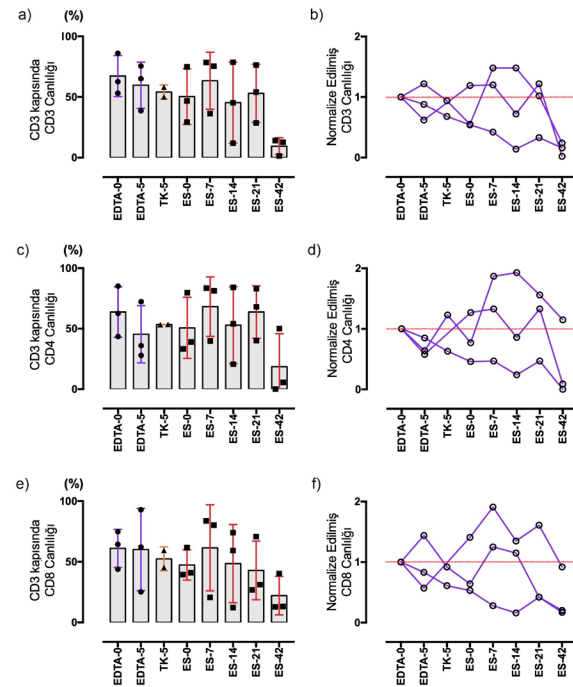 a) (%) b)
CD3 kapısında
CD3 Canlılığı
100
50
0
EDTA-0 EDTA-5 TK-5 ES-0 ES-7 ES-14 ES-21 ES-42
Normalize Edilmiş
CD3 Canlılığı
2
1
0
EDTA-0 EDTA-5 TK-5 ES-0 ES-7 ES-14 ES-21 ES-42
c) (%) d)
CD3 kapısında
CD4 Canlılığı
100
50
0
EDTA-0 EDTA-5 TK-5 ES-0 ES-7 ES-14 ES-21 ES-42
Normalize Edilmiş
CD4 Canlılığı
2
1
0
EDTA-0 EDTA-5 TK-5 ES-0 ES-7 ES-14 ES-21 ES-42
e) (%) f)
CD3 kapısında
CD8 Canlılığı
100
50
0
EDTA-0 EDTA-5 TK-5 ES-0 ES-7 ES-14 ES-21 ES-42
Normalize Edilmiş
CD8 Canlılığı
2
1
0
EDTA-0 EDTA-5 TK-5 ES-0 ES-7 ES-14 ES-21 ES-42